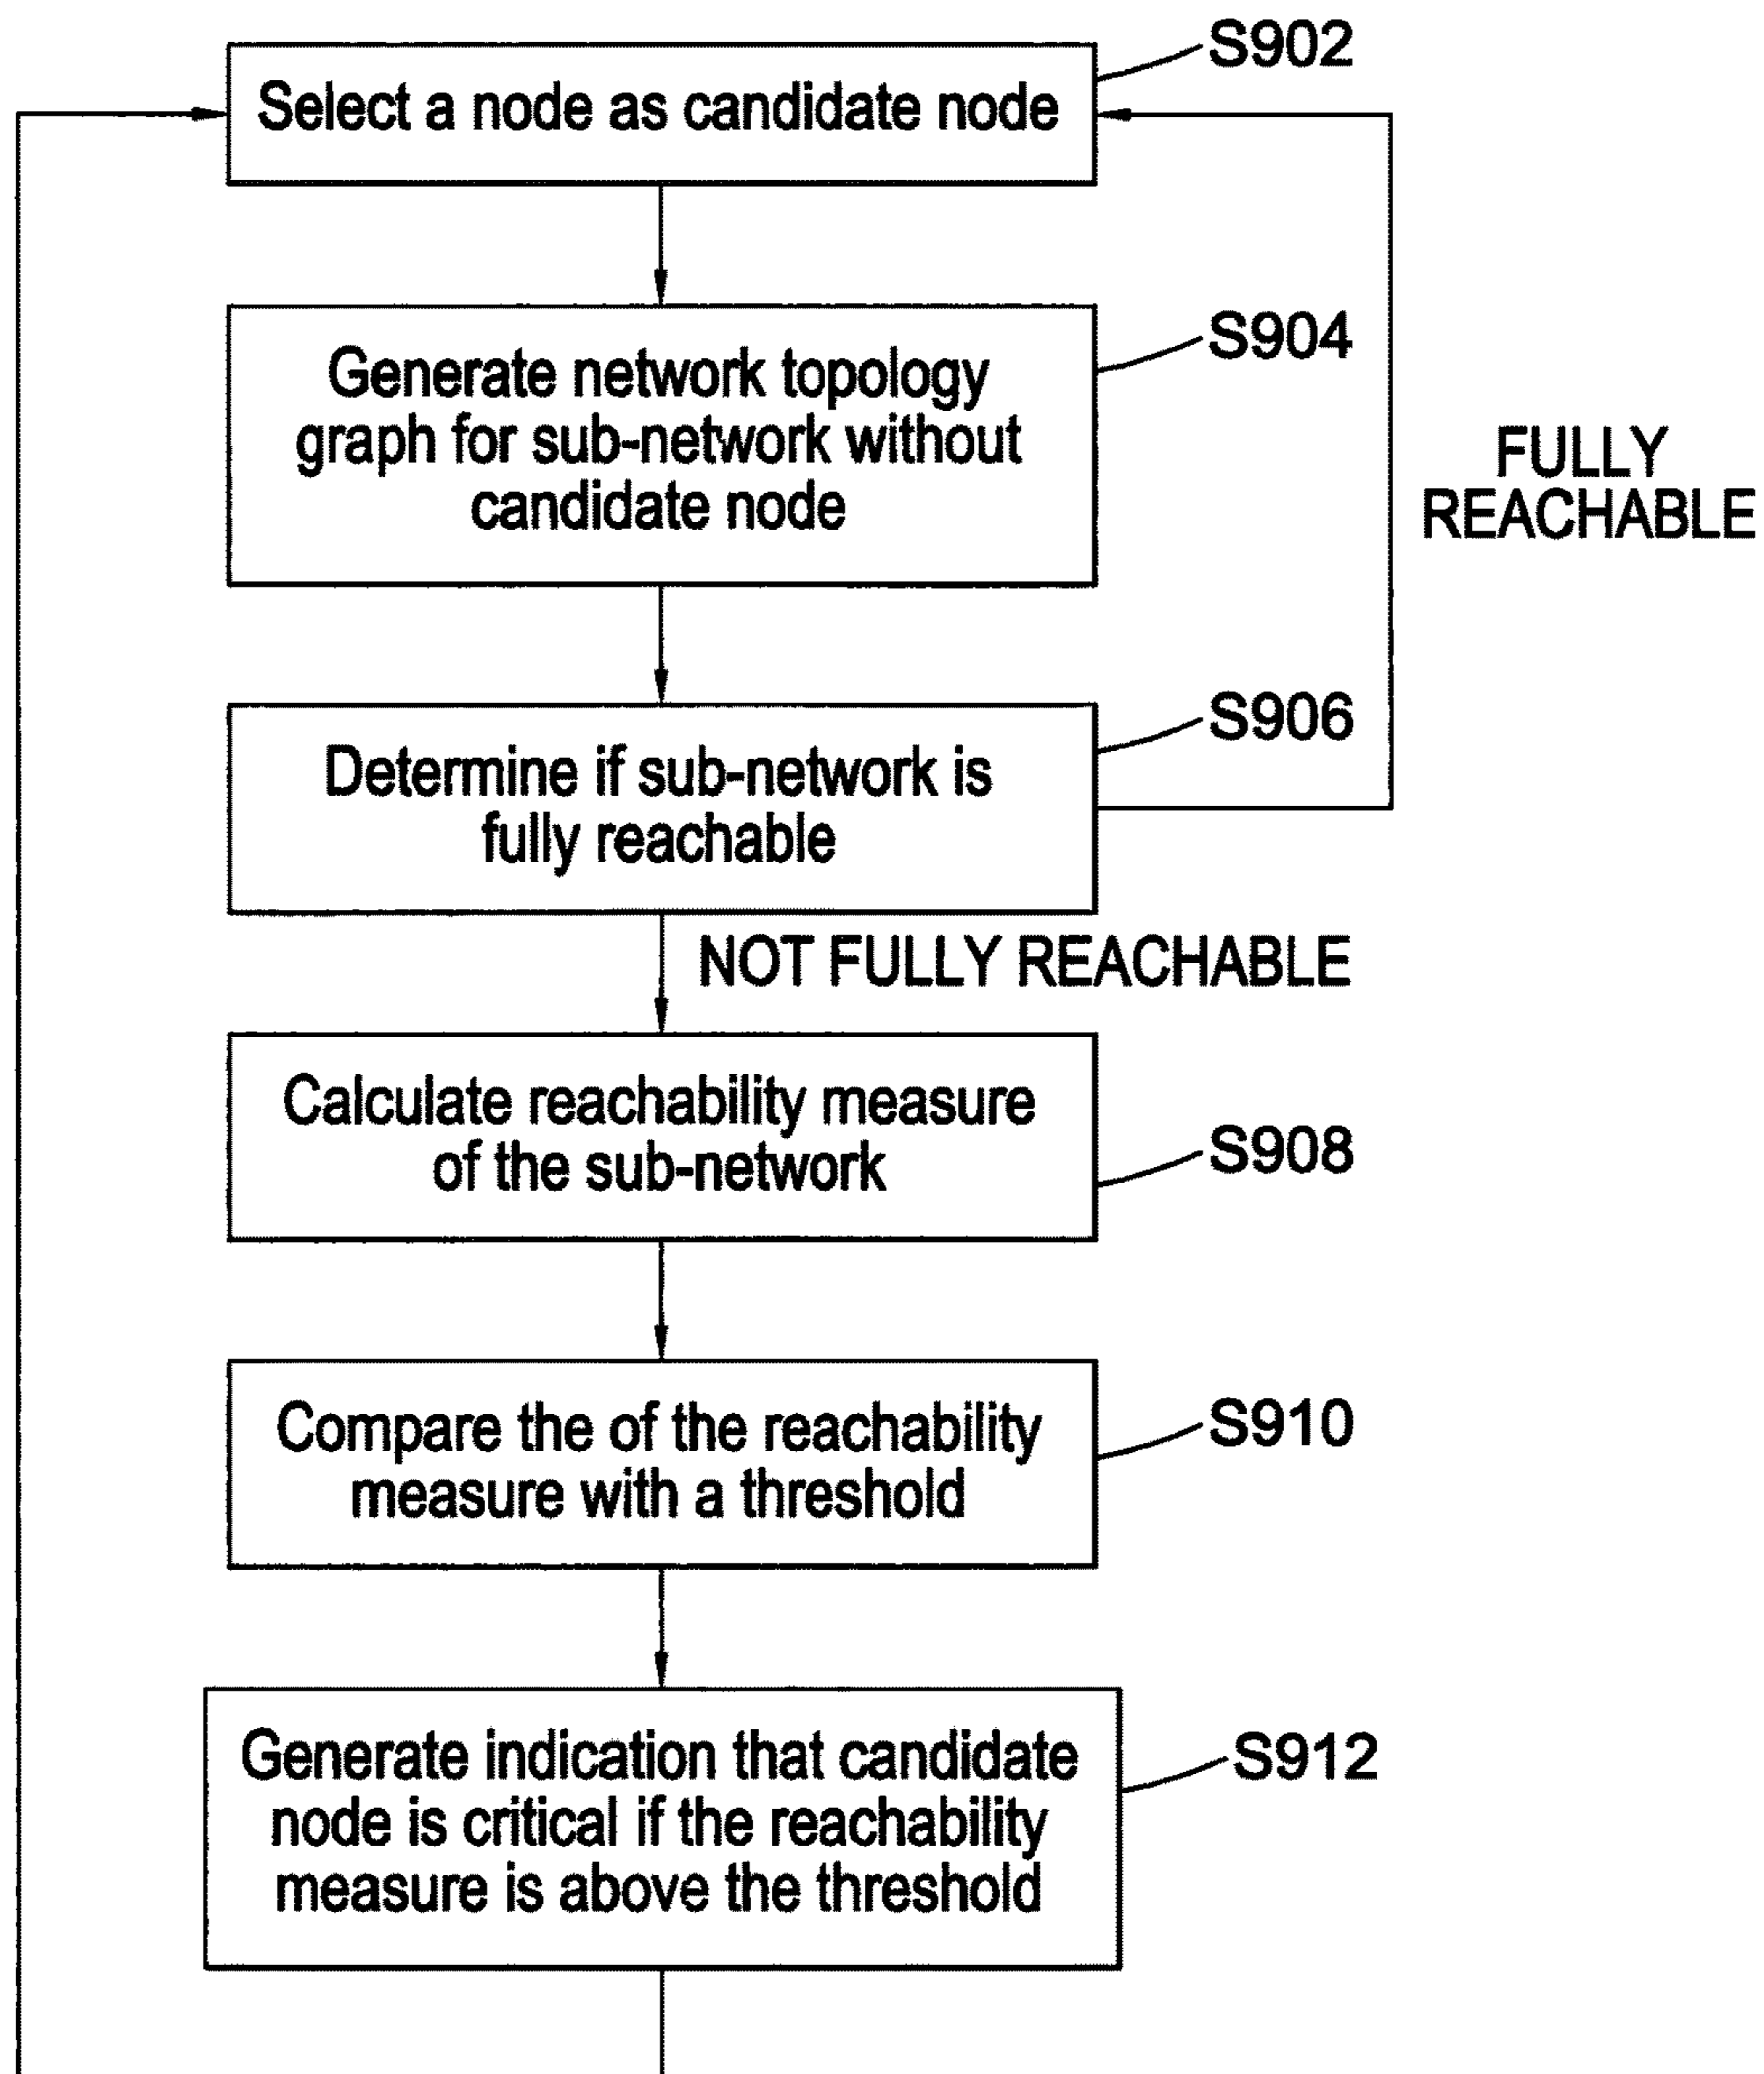 S902
Select a node as candidate node
S904
Generate network topology
graph for sub-network without
candidate node
FULLY
REACHABLE
S906
Determine if sub-network is
fully reachable
NOT FULLY REACHABLE
Calculate reachability measure
of the sub-network
S908
Compare the of the reachability
measure with a threshold
S910
Generate indication that candidate
node is critical if the reachability
measure is above the threshold
S912